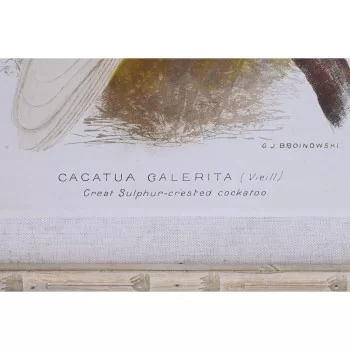 G.J. BROINOWSKI
CACATUA GALERITA (Vieill)
Great Sulphur-crested cockatoo.